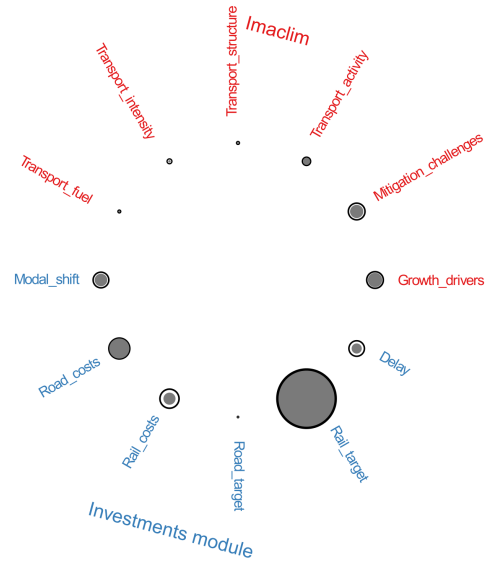 Imaclim
Transport_structure
Transport_intensity
Transport_activity
Mitigation_challenges
Transport_fuel
Modal_shift
Growth_drivers
Road_costs
Delay
Rail_costs
Road_target
Rail_target
Investments module